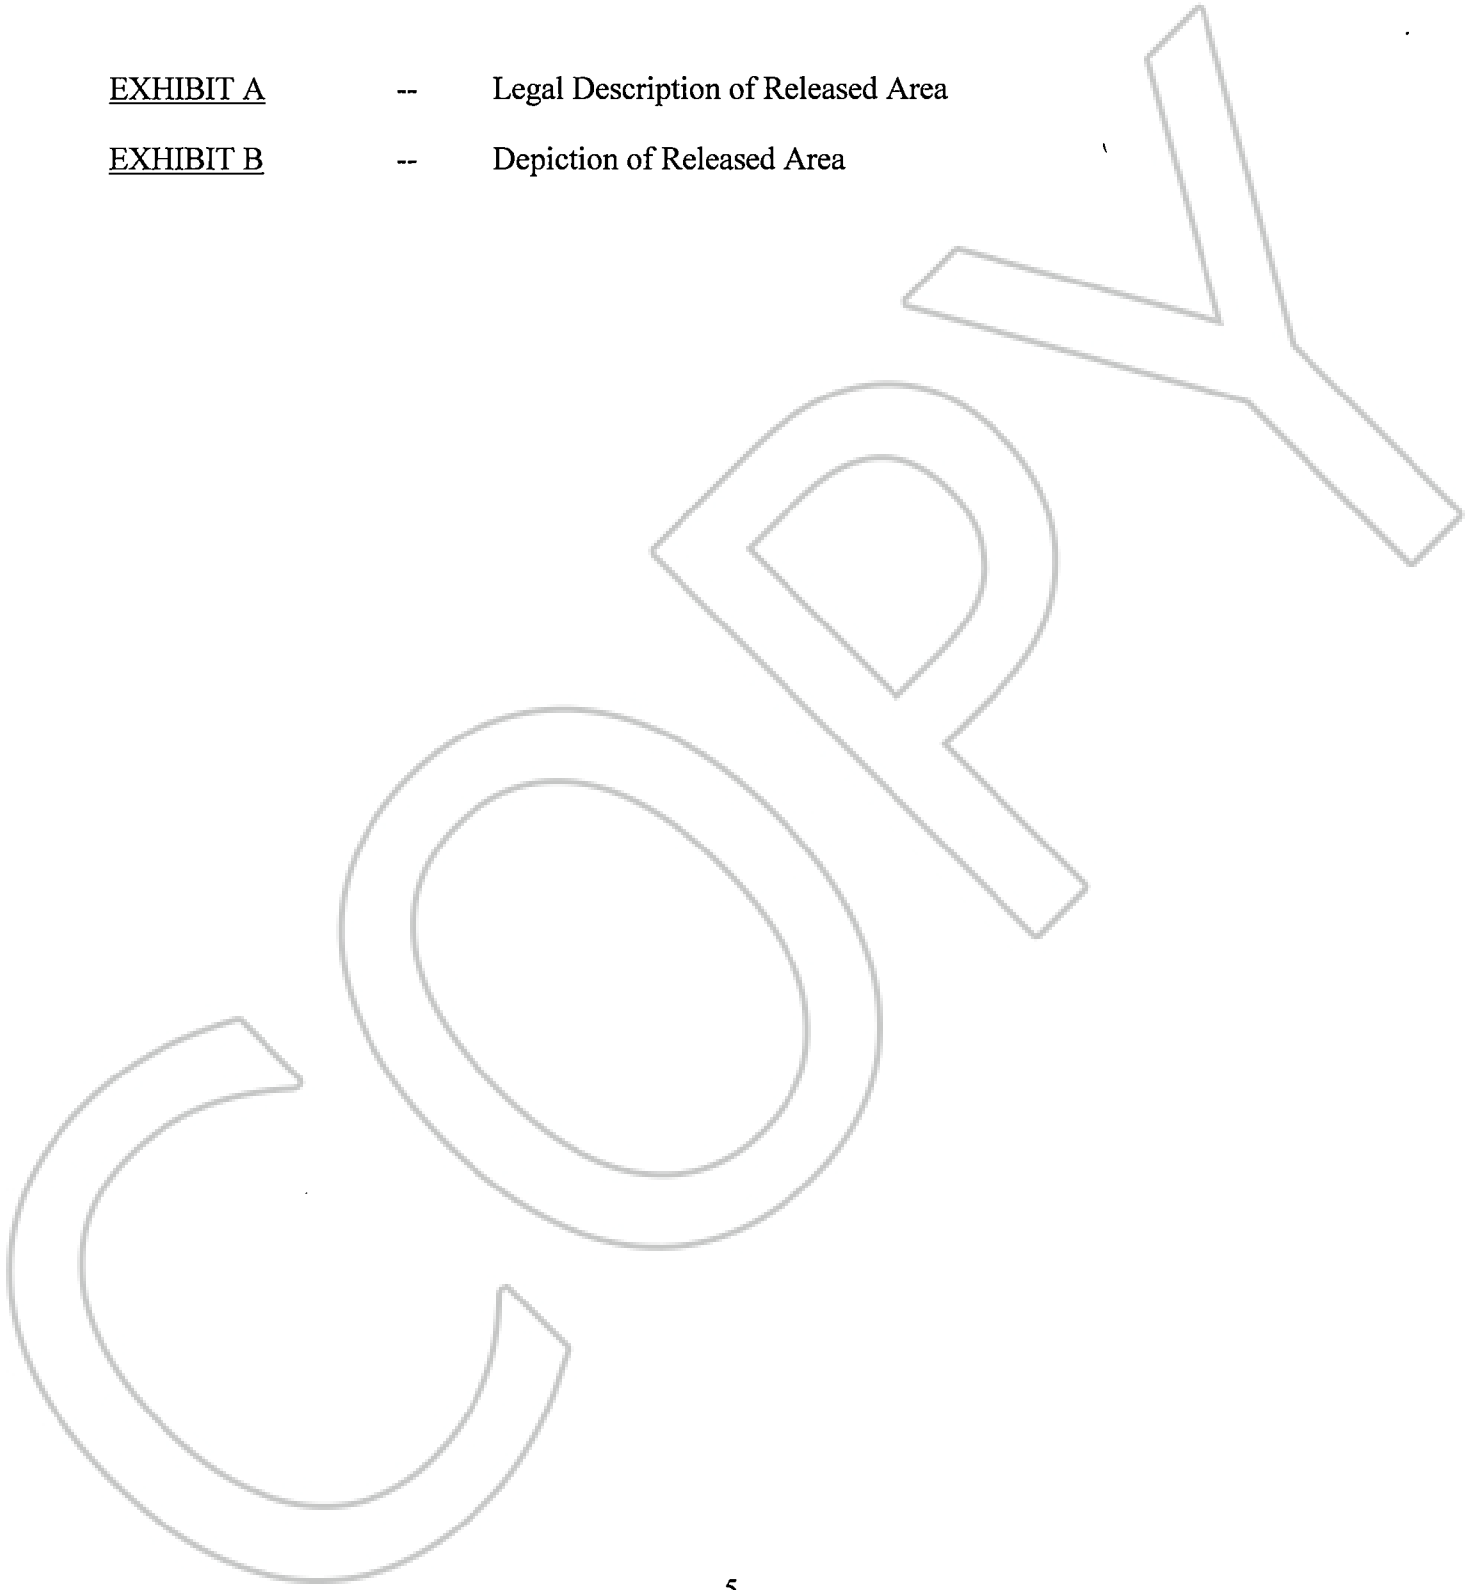 EXHIBIT A -- Legal Description of Released Area
EXHIBIT B -- Depiction of Released Area
COPY
5